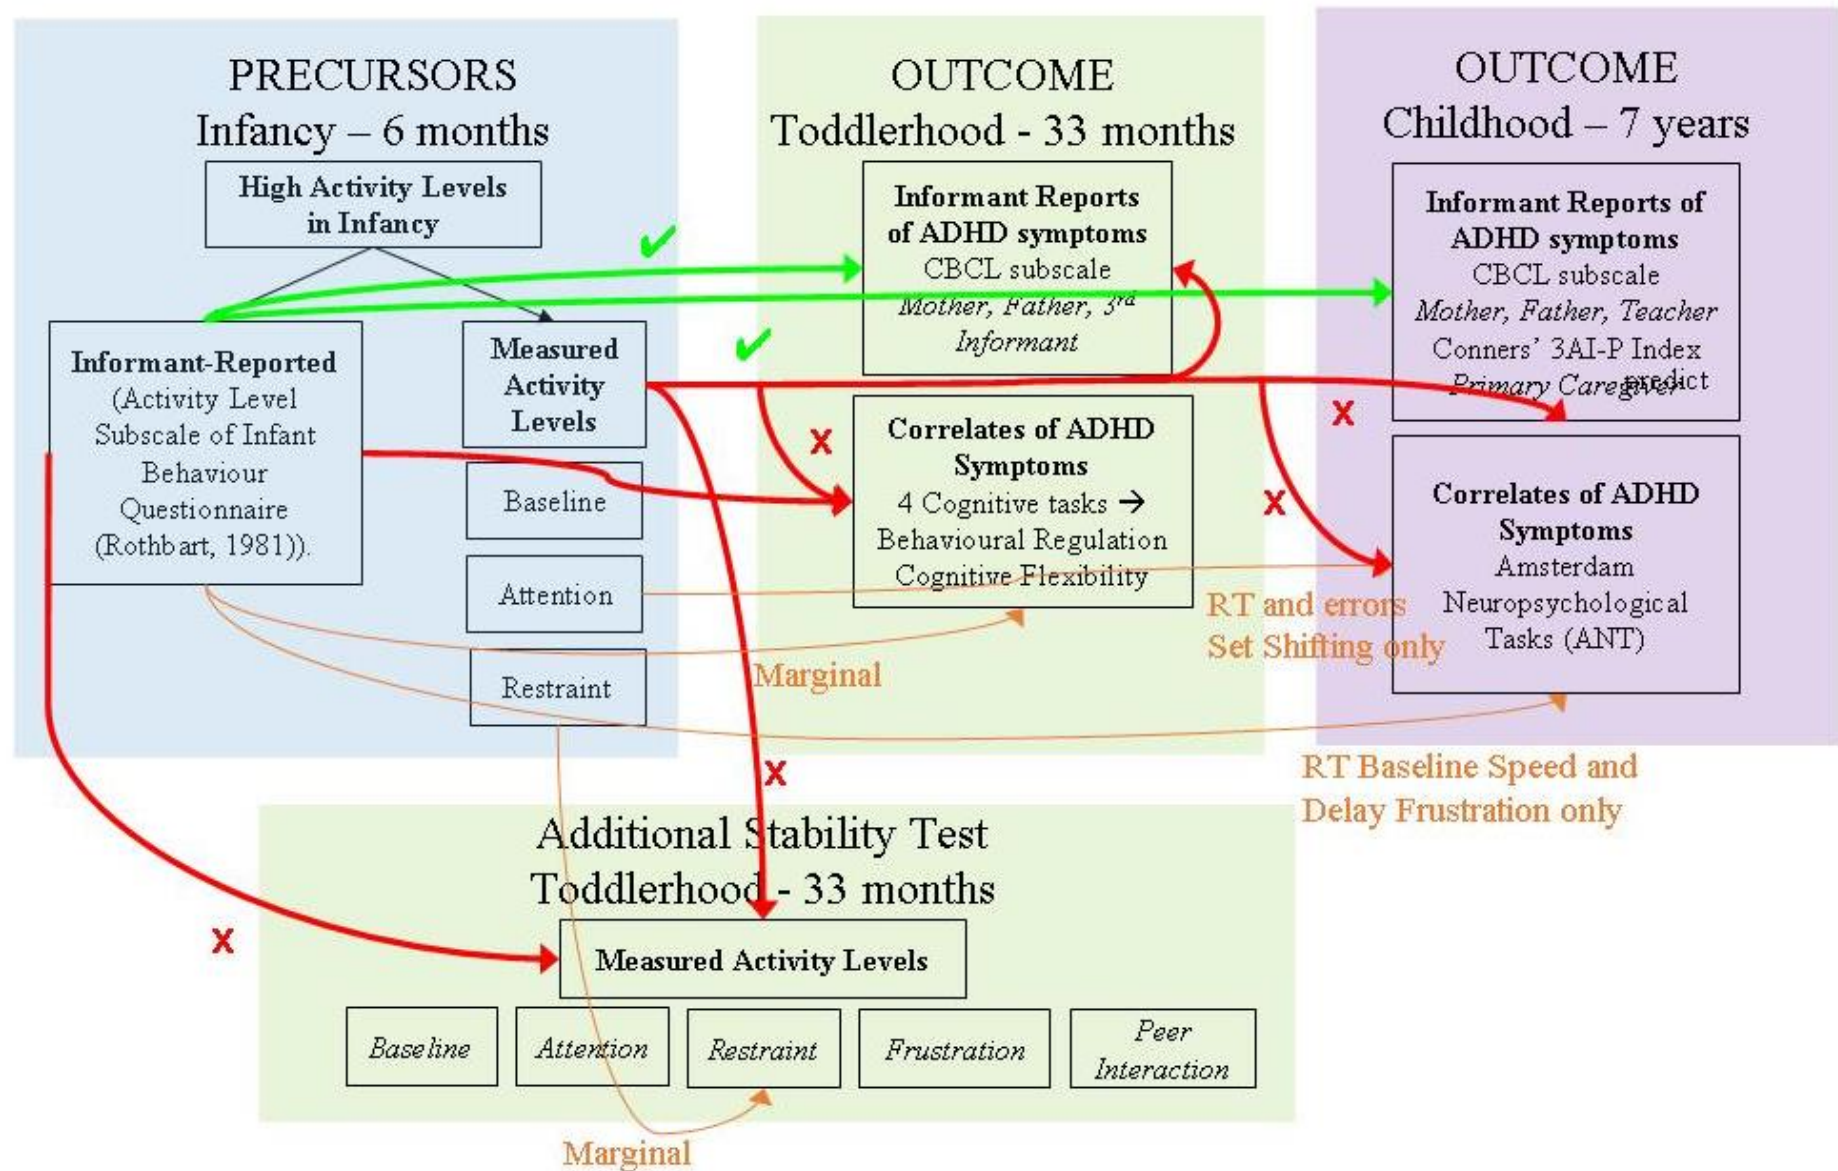 PRECURSORS
Infancy – 6 months
High Activity Levels
in Infancy
Informant-Reported
(Activity Level
Subscale of Infant
Behaviour
Questionnaire
(Rothbart, 1981)).
Measured
Activity
Levels
Baseline
Attention
Restraint
✔
✔
OUTCOME
Toddlerhood - 33 months
Informant Reports
of ADHD symptoms
CBCL subscale
Mother, Father, 3rd
Informant
X
Correlates of ADHD
Symptoms
4 Cognitive tasks →
Behavioural Regulation
Cognitive Flexibility
Marginal
OUTCOME
Childhood – 7 years
Informant Reports of
ADHD symptoms
CBCL subscale
Mother, Father, Teacher
Conners’ 3AI-P Index
predict
Primary Caregiver
X
X
Correlates of ADHD
Symptoms
Amsterdam
Neuropsychological
Tasks (ANT)
RT and errors
Set Shifting only
RT Baseline Speed and
Delay Frustration only
X
X
Additional Stability Test
Toddlerhood - 33 months
Measured Activity Levels
Baseline
Attention
Restraint
Frustration
Peer
Interaction
Marginal